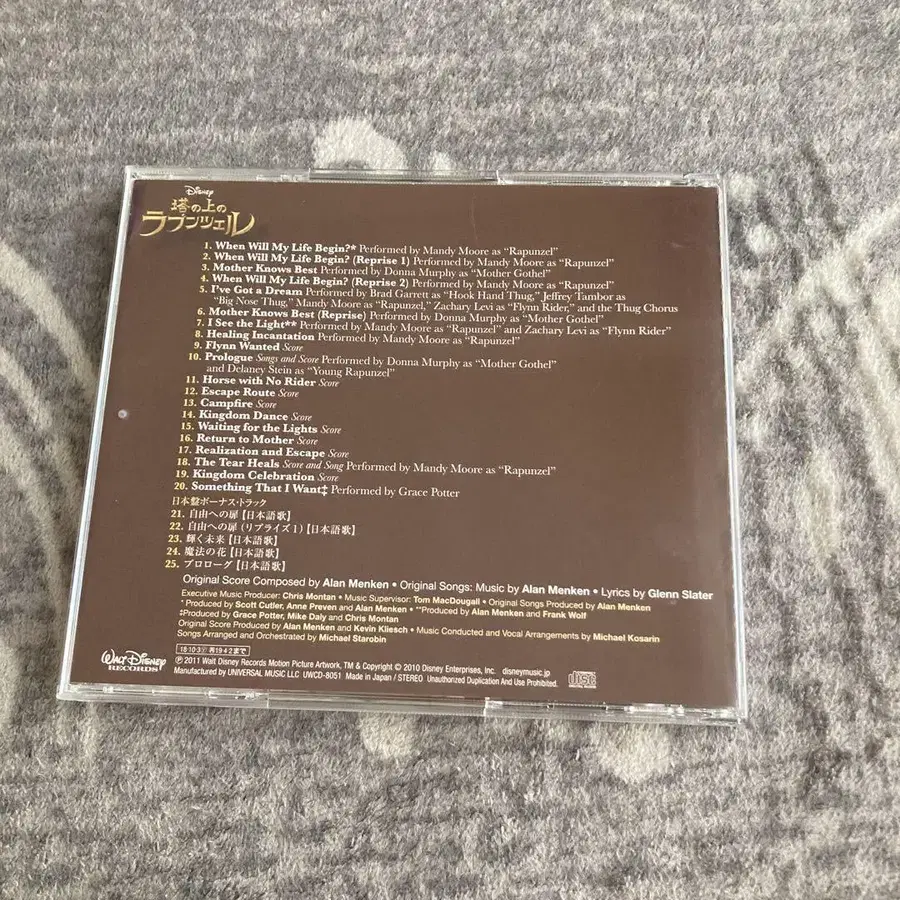 Disney
塔の上の
ラプンツェル
1. When Will My Life Begin?* Performed by Mandy Moore as “Rapunzel”
2. When Will My Life Begin? (Reprise 1) Performed by Mandy Moore as “Rapunzel”
3. Mother Knows Best Performed by Donna Murphy as “Mother Gothel”
4. When Will My Life Begin? (Reprise 2) Performed by Mandy Moore as “Rapunzel”
5. I’ve Got a Dream Performed by Brad Garrett as “Hook Hand Thug,” Jeffrey Tambor as
“Big Nose Thug,” Mandy Moore as “Rapunzel,” Zachary Levi as “Flynn Rider,” and the Thug Chorus
6. Mother Knows Best (Reprise) Performed by Donna Murphy as “Mother Gothel”
7. I See the Light** Performed by Mandy Moore as “Rapunzel” and Zachary Levi as “Flynn Rider”
8. Healing Incantation Performed by Mandy Moore as “Rapunzel”
9. Flynn Wanted Score
10. Prologue Songs and Score Performed by Donna Murphy as “Mother Gothel”
and Delaney Stein as “Young Rapunzel”
11. Horse with No Rider Score
12. Escape Route Score
13. Campfire Score
14. Kingdom Dance Score
15. Waiting for the Lights Score
16. Return to Mother Score
17. Realization and Escape Score
18. The Tear Heals Score and Song Performed by Mandy Moore as “Rapunzel”
19. Kingdom Celebration Score
20. Something That I Want‡ Performed by Grace Potter
日本盤ボーナス・トラック
21. 自由への扉【日本語歌】
22. 自由への扉（リプライズ1）【日本語歌】
23. 輝く未来【日本語歌】
24. 魔法の花【日本語歌】
25. プロローグ【日本語歌】
Original Score Composed by Alan Menken • Original Songs: Music by Alan Menken • Lyrics by Glenn Slater
Executive Music Producer: Chris Montan • Music Supervisor: Tom MacDougall • Original Songs Produced by Alan Menken
* Produced by Scott Cutler, Anne Preven and Alan Menken • **Produced by Alan Menken and Frank Wolf
‡Produced by Grace Potter, Mike Daly and Chris Montan
Original Score Produced by Alan Menken and Kevin Kliesch • Music Conducted and Vocal Arrangements by Michael Kosarin
Songs Arranged and Orchestrated by Michael Starobin
WALT DISNEY RECORDS
18·10·3 再19·4·2まで
℗ 2011 Walt Disney Records Motion Picture Artwork, TM & Copyright © 2010 Disney Enterprises, Inc. disneymusic.jp
Manufactured by UNIVERSAL MUSIC LLC UWCD-8051 Made in Japan / STEREO Unauthorized Duplication And Use Prohibited.
disc